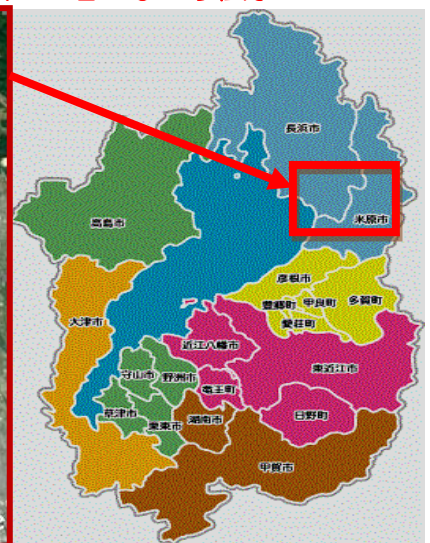 長浜市
米原市
高島市
彦根市
豊郷町
甲良町
多賀町
愛荘町
大津市
近江八幡市
東近江市
守山市
野洲市
竜王町
草津市
栗東市
湖南市
日野町
甲賀市